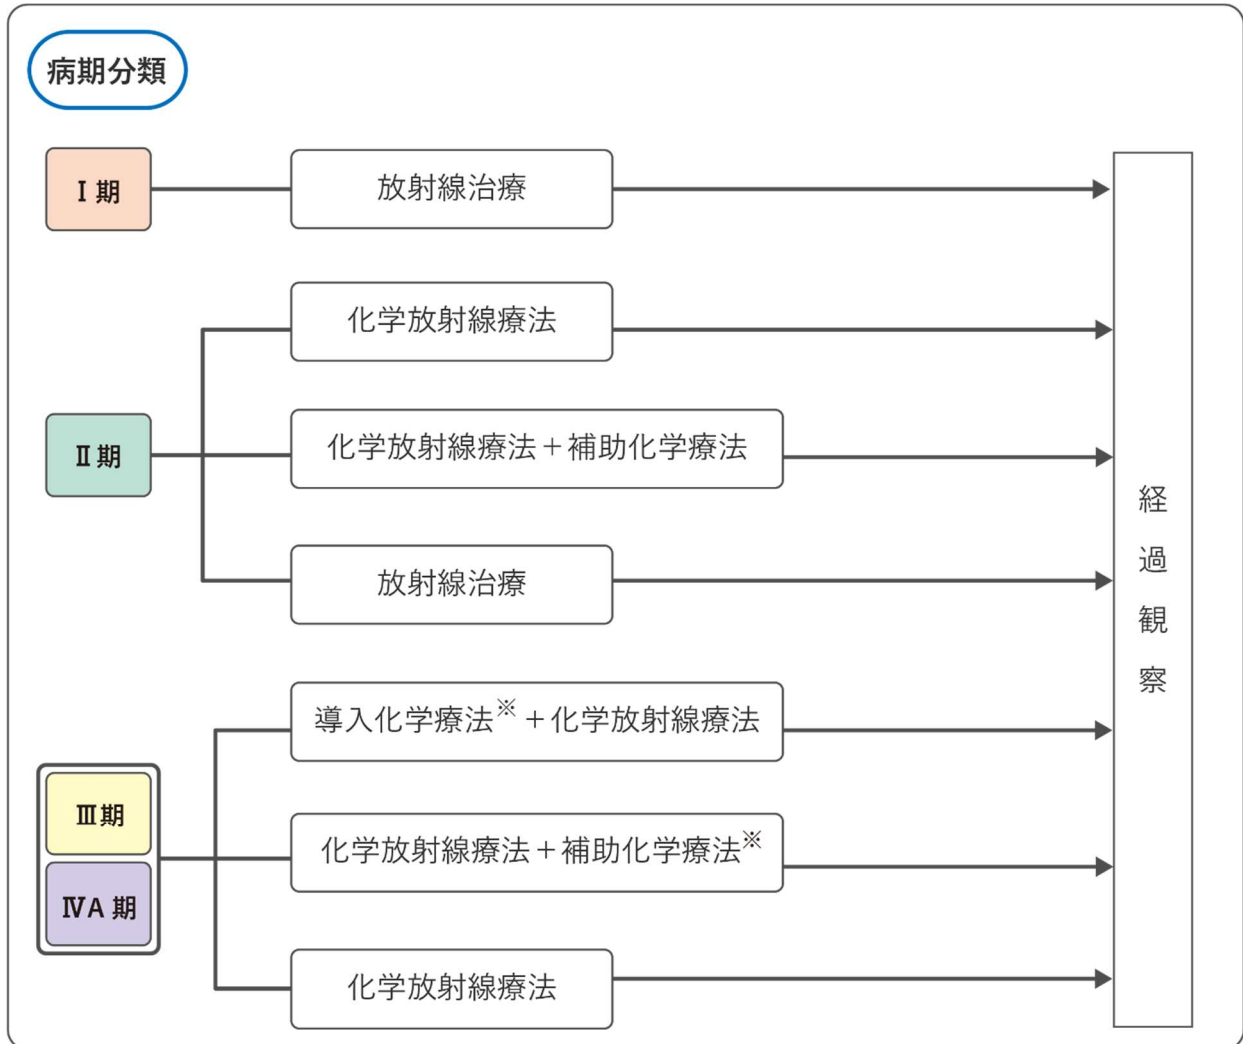 病期分類
Ⅰ期
放射線治療
化学放射線療法
Ⅱ期
化学放射線療法＋補助化学療法
放射線治療
導入化学療法※＋化学放射線療法
Ⅲ期
化学放射線療法＋補助化学療法※
ⅣA期
化学放射線療法
経過観察